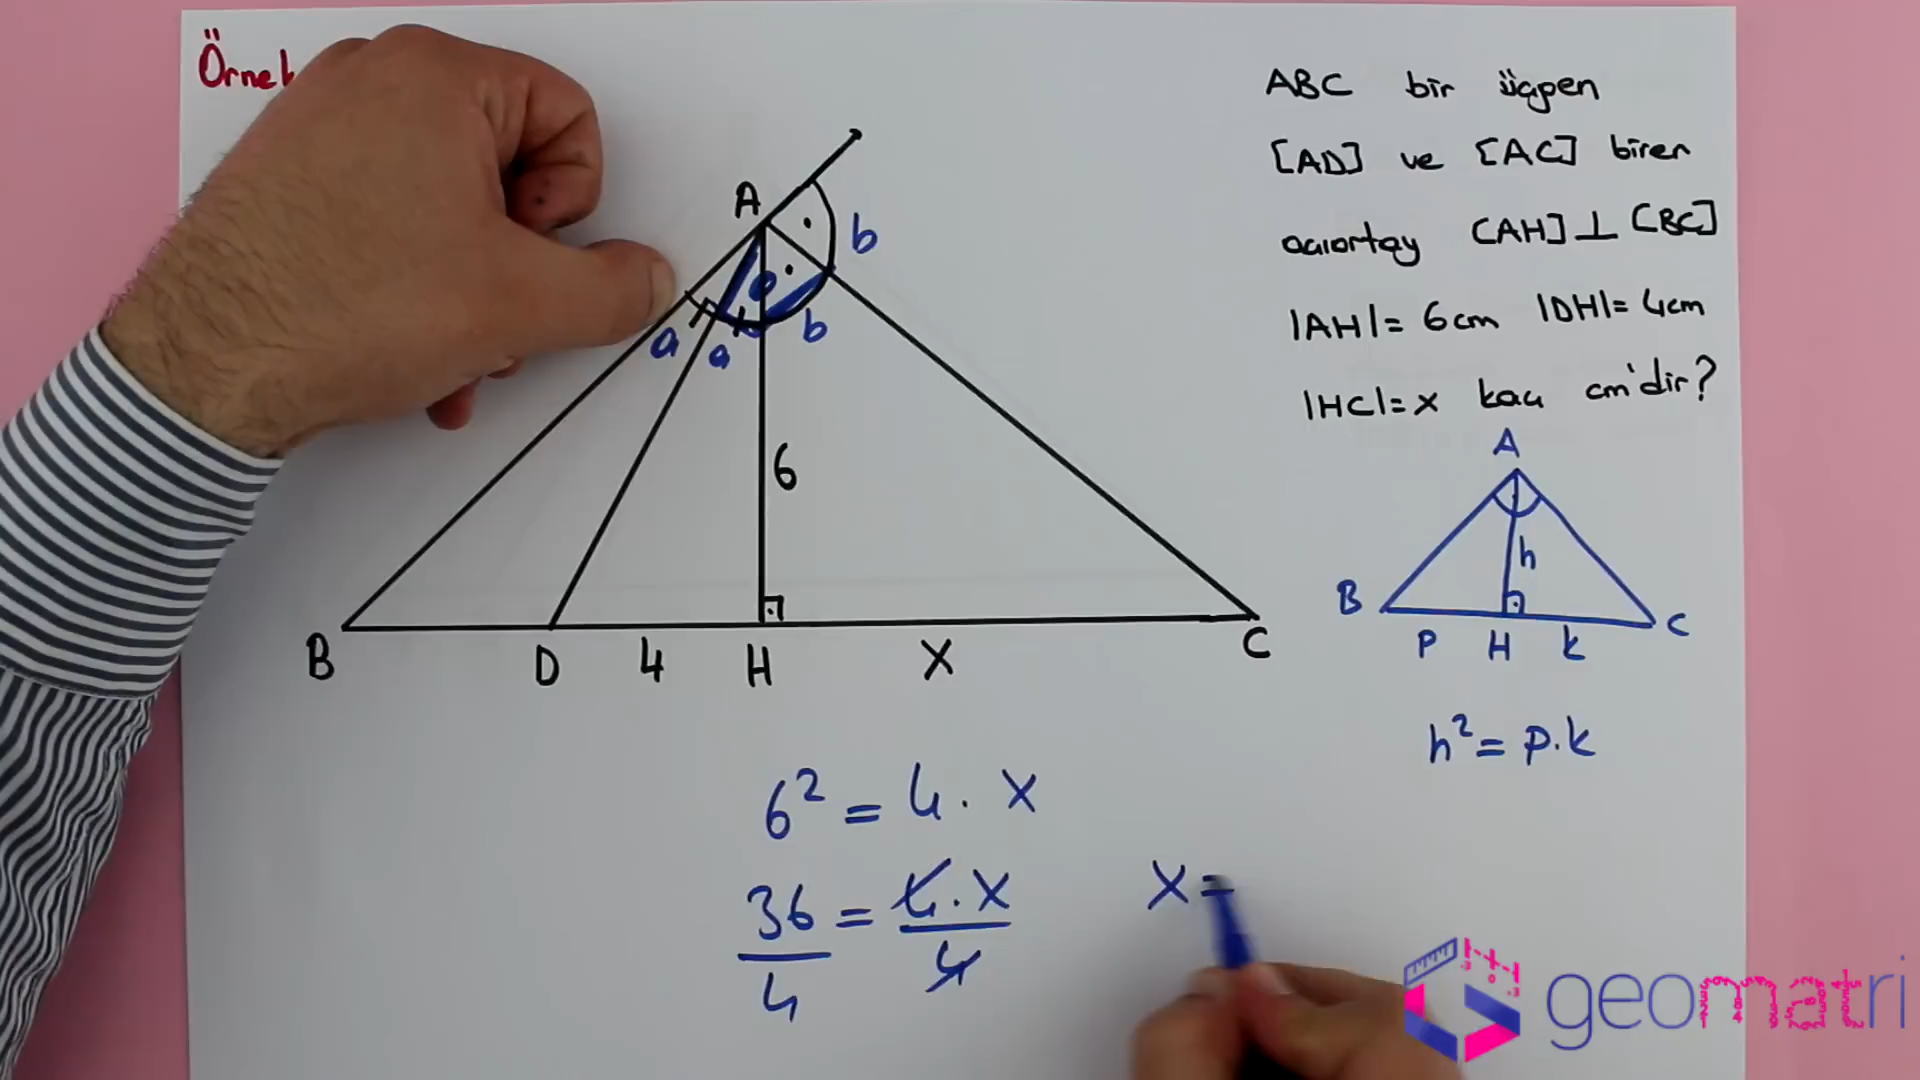 Örnek
ABC bir üçgen
[AD] ve [AC] birer
açıortay [AH]⊥[BC]
|AH|= 6cm |DH|= 4cm
|HC|= x kaç cm'dir?
A
b
a a b
6
B D 4 H X C
A
h
B C
P H k
h²= p.k
6² = 4 . x
36/4 = 4.x/4
x=
geomatri